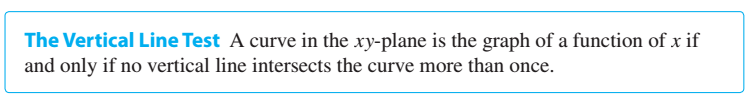 The Vertical Line Test A curve in the xy-plane is the graph of a function of x if
and only if no vertical line intersects the curve more than once.